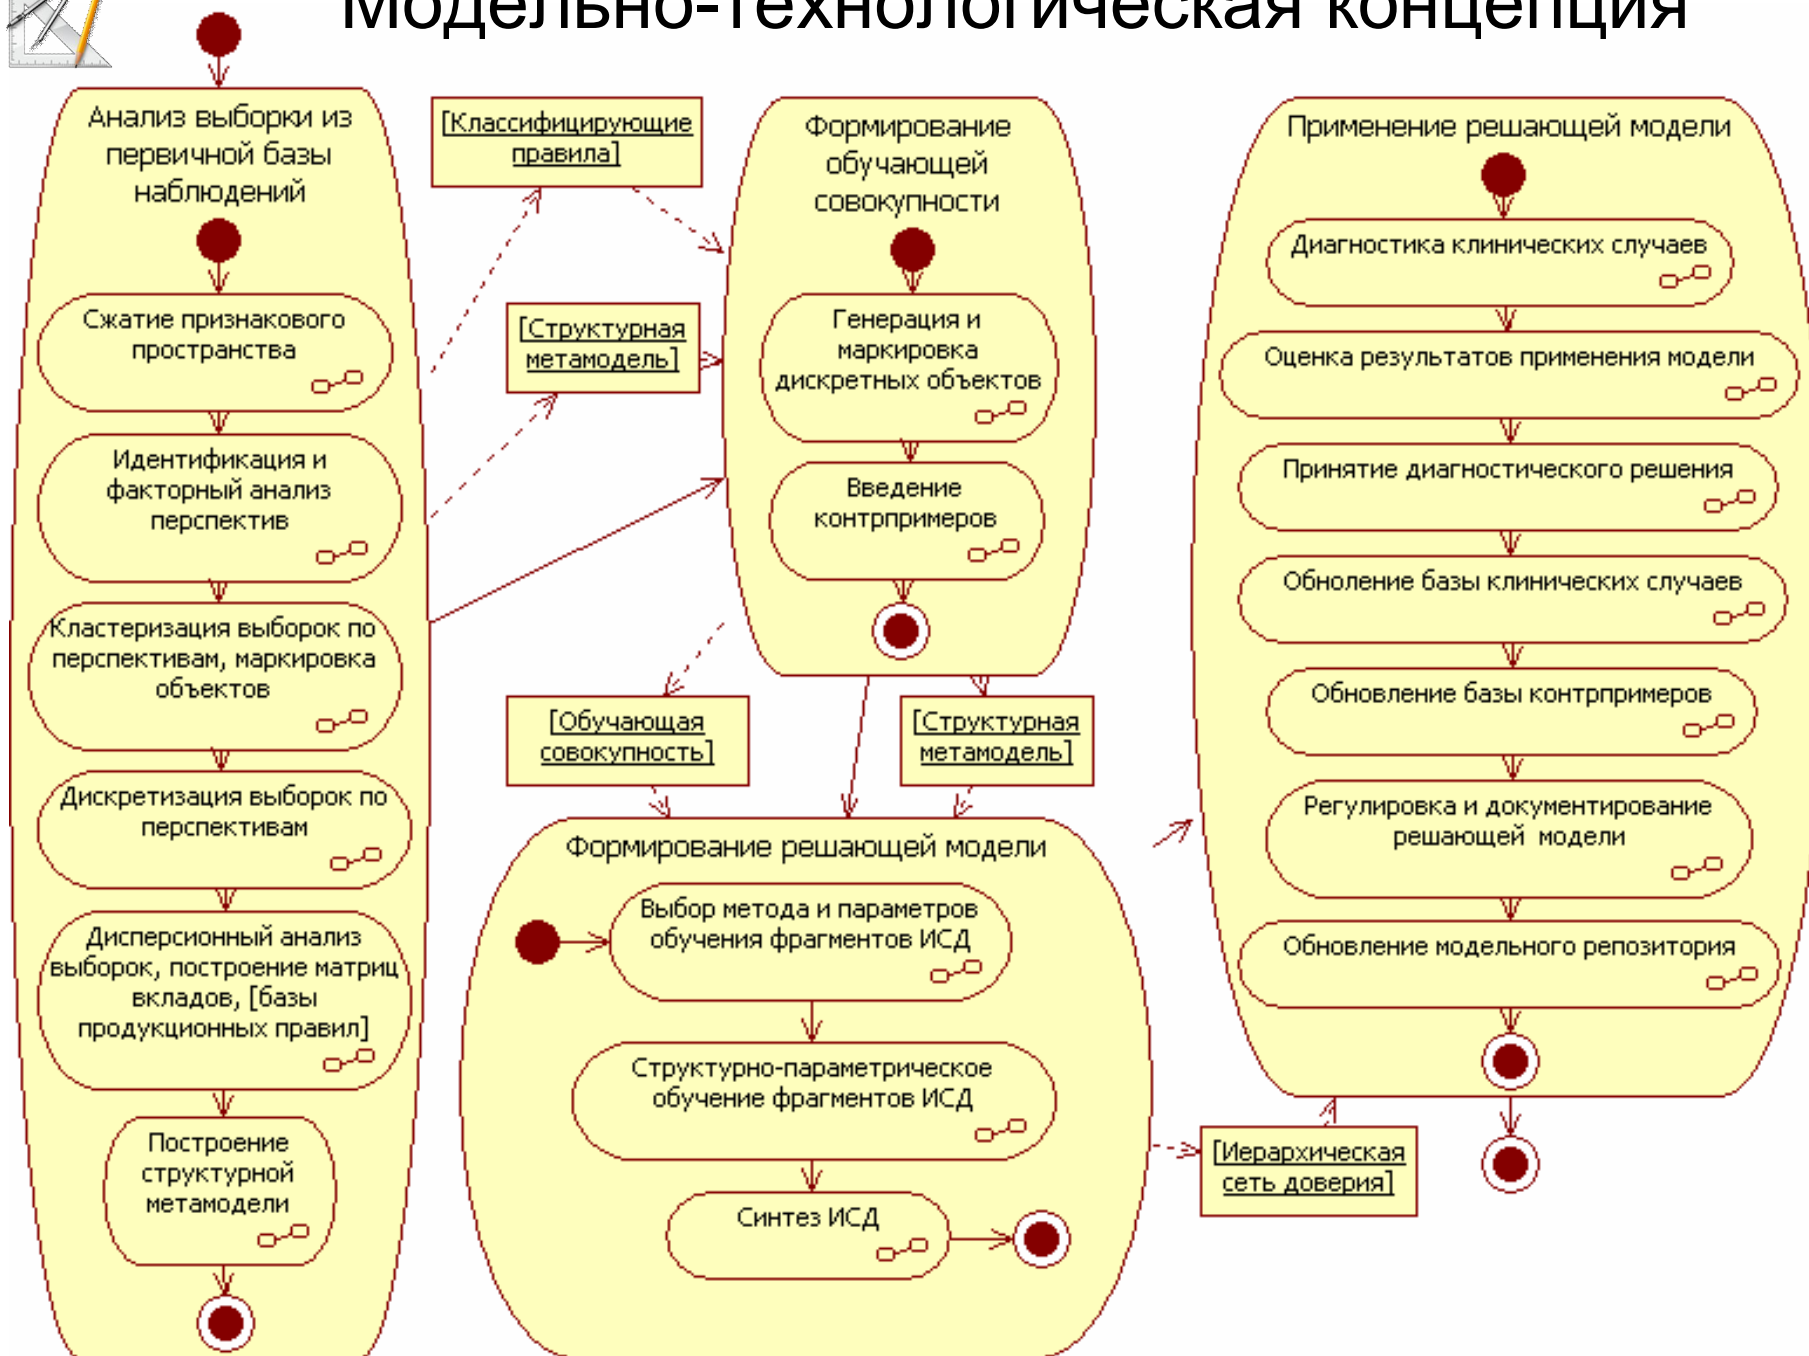 Модельно-технологическая концепция
Анализ выборки из
первичной базы
наблюдений
Сжатие признакового
пространства
Идентификация и
факторный анализ
перспектив
Кластеризация выборок по
перспективам, маркировка
объектов
Дискретизация выборок по
перспективам
Дисперсионный анализ
выборок, построение матриц
вкладов, [базы
продукционных правил]
Построение
структурной
метамодели
[Классифицирующие
правила]
[Структурная
метамодель]
Формирование
обучающей
совокупности
Генерация и
маркировка
дискретных объектов
Введение
контрпримеров
[Обучающая
совокупность]
[Структурная
метамодель]
Формирование решающей модели
Выбор метода и параметров
обучения фрагментов ИСД
Структурно-параметрическое
обучение фрагментов ИСД
Синтез ИСД
[Иерархическая
сеть доверия]
Применение решающей модели
Диагностика клинических случаев
Оценка результатов применения модели
Принятие диагностического решения
Обноление базы клинических случаев
Обновление базы контрпримеров
Регулировка и документирование
решающей модели
Обновление модельного репозитория